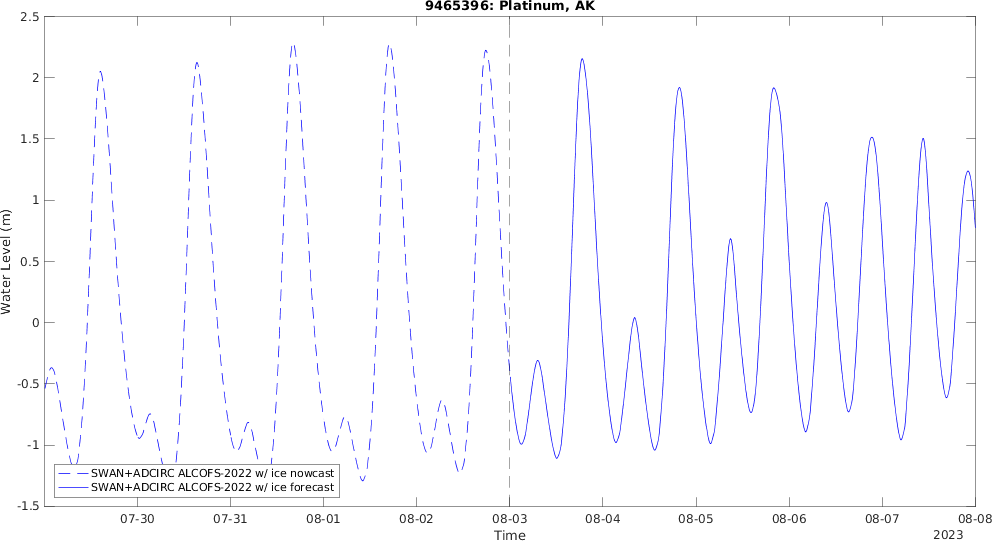 9465396: Platinum, AK
Water Level (m)
2.5
2
1.5
1
0.5
0
-0.5
-1
-1.5
SWAN+ADCIRC ALCOFS-2022 w/ ice nowcast
SWAN+ADCIRC ALCOFS-2022 w/ ice forecast
07-30 07-31 08-01 08-02 08-03 08-04 08-05 08-06 08-07 08-08
Time
2023